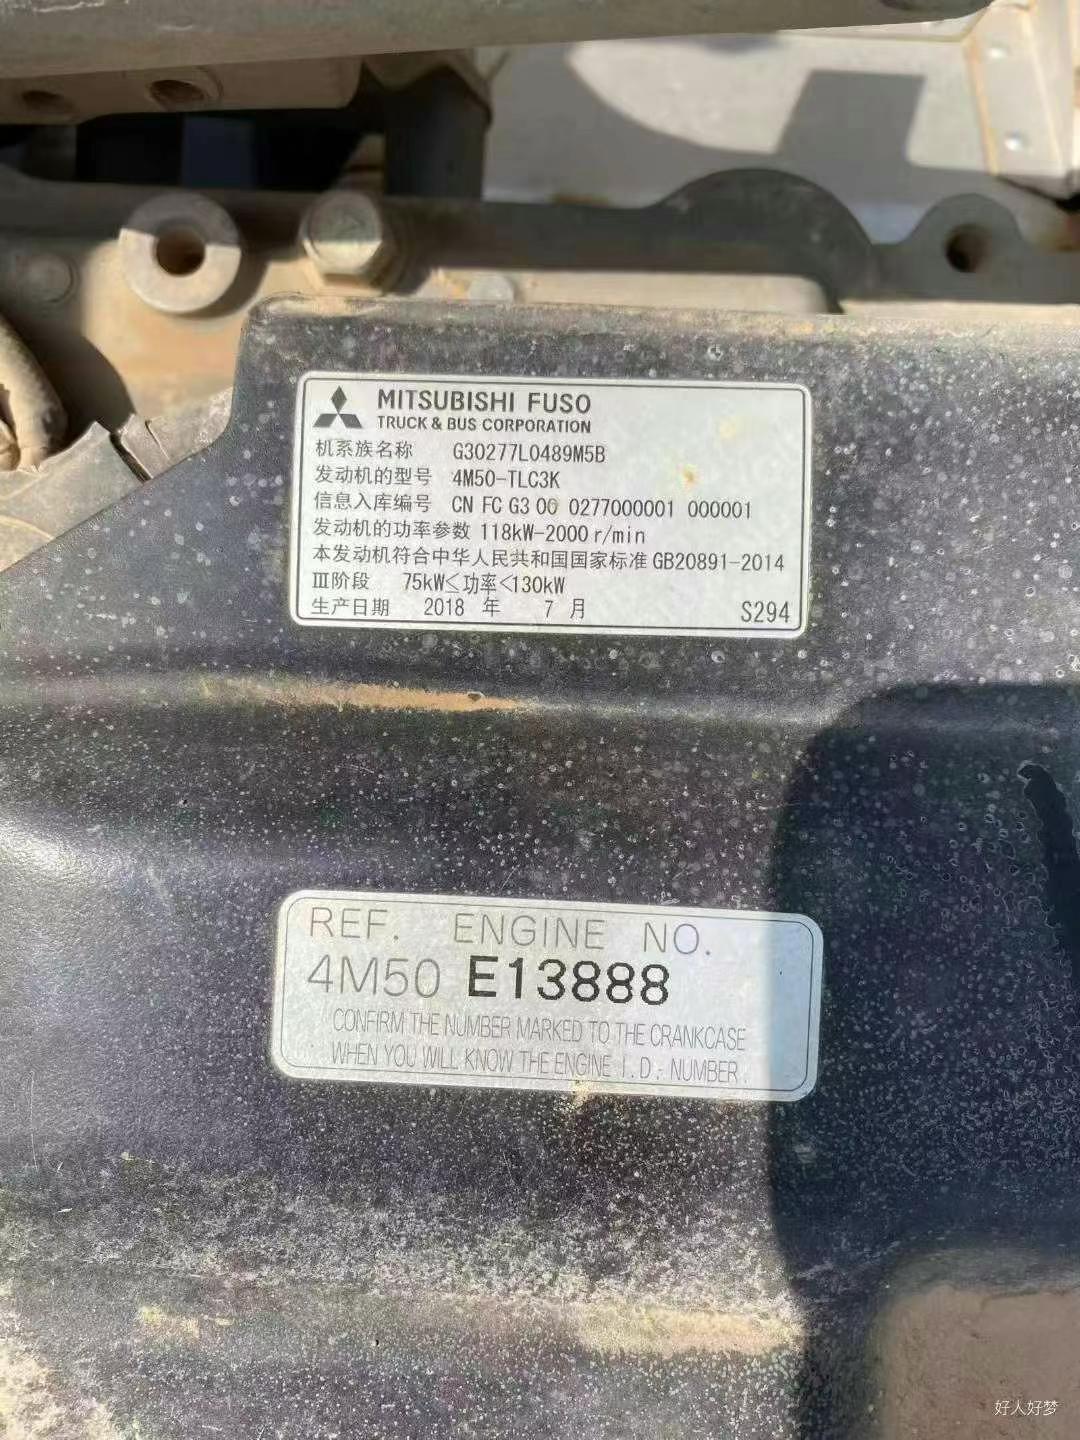 MITSUBISHI FUSO
TRUCK & BUS CORPORATION
机系族名称 G30277L0489M5B
发动机的型号 4M50-TLC3K
信息入库编号 CN FC G3 00 0277000001 000001
发动机的功率参数 118kW-2000 r/min
本发动机符合中华人民共和国国家标准 GB20891-2014
III阶段 75kW≤功率<130kW
生产日期 2018 年 7 月 S294
REF. ENGINE NO.
4M50 E13888
CONFIRM THE NUMBER MARKED TO THE CRANKCASE
WHEN YOU WILL KNOW THE ENGINE I.D. NUMBER.
好人好梦